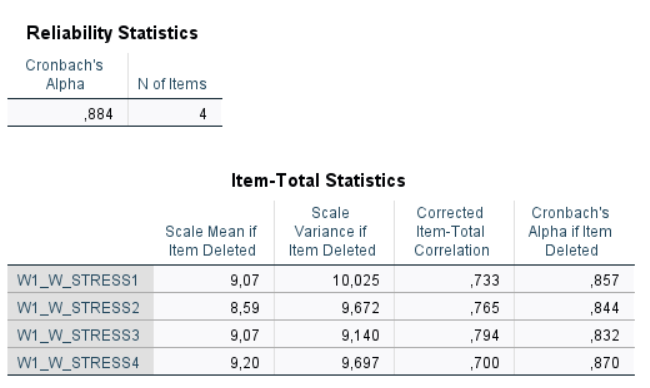 Reliability Statistics
Cronbach's
Alpha N of Items
,884 4
Item-Total Statistics
Scale Mean if
Item Deleted
Scale
Variance if
Item Deleted
Corrected
Item-Total
Correlation
Cronbach's
Alpha if Item
Deleted
W1_W_STRESS1 9,07 10,025 ,733 ,857
W1_W_STRESS2 8,59 9,672 ,765 ,844
W1_W_STRESS3 9,07 9,140 ,794 ,832
W1_W_STRESS4 9,20 9,697 ,700 ,870